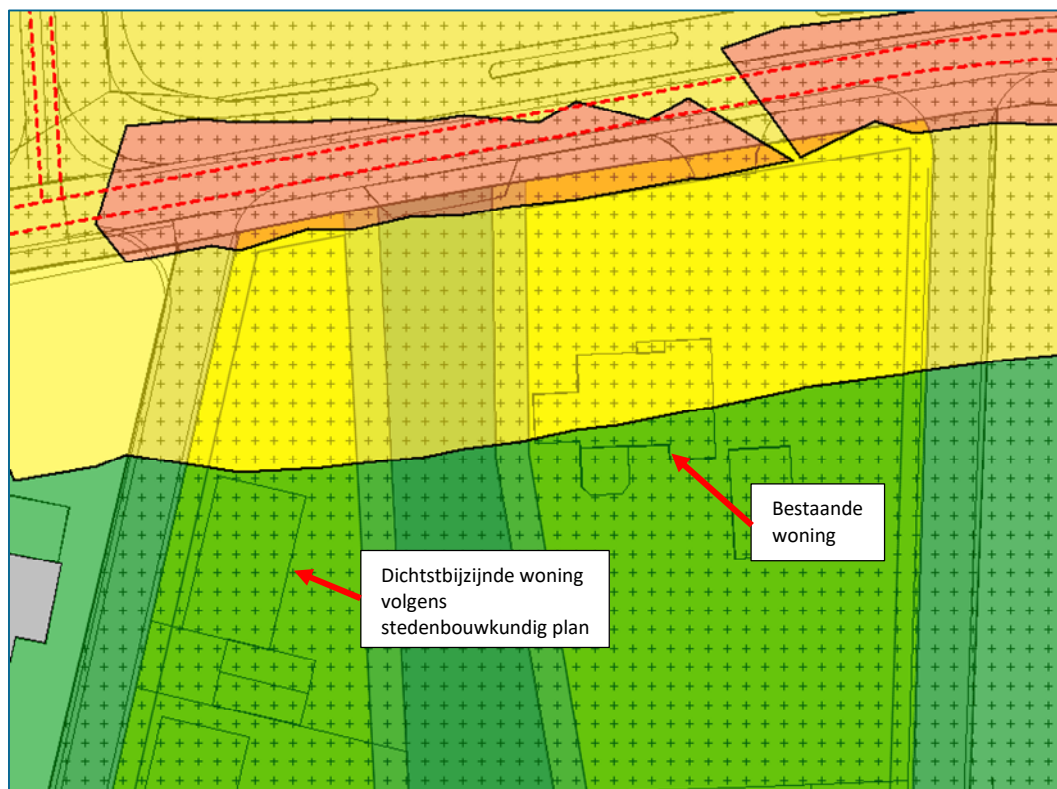 Bestaande
woning
Dichtstbijzijnde woning
volgens
stedenbouwkundig plan